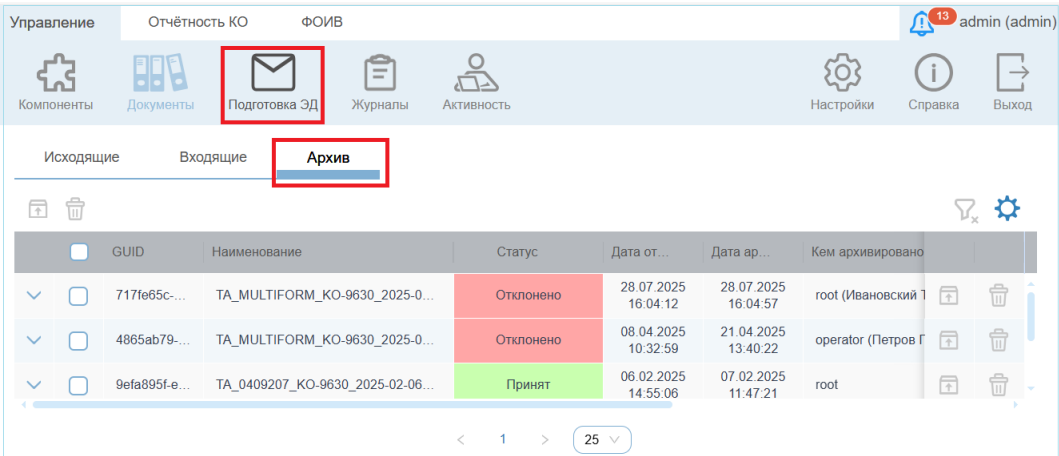 Управление Отчётность КО ФОИВ 13 admin (admin)
Компоненты Документы Подготовка ЭД Журналы Активность Настройки Справка Выход
Исходящие Входящие Архив
GUID Наименование Статус Дата от... Дата ар... Кем архивировано
717fe65c-... TA_MULTIFORM_KO-9630_2025-0... Отклонено 28.07.2025 28.07.2025 root (Ивановский
16:04:12 16:04:57
4865ab79-... TA_MULTIFORM_KO-9630_2025-0... Отклонено 08.04.2025 21.04.2025 operator (Петров
10:32:59 13:40:22
9efa895f-e... TA_0409207_KO-9630_2025-02-06... Принят 06.02.2025 07.02.2025 root
14:55:06 11:47:21
< 1 > 25